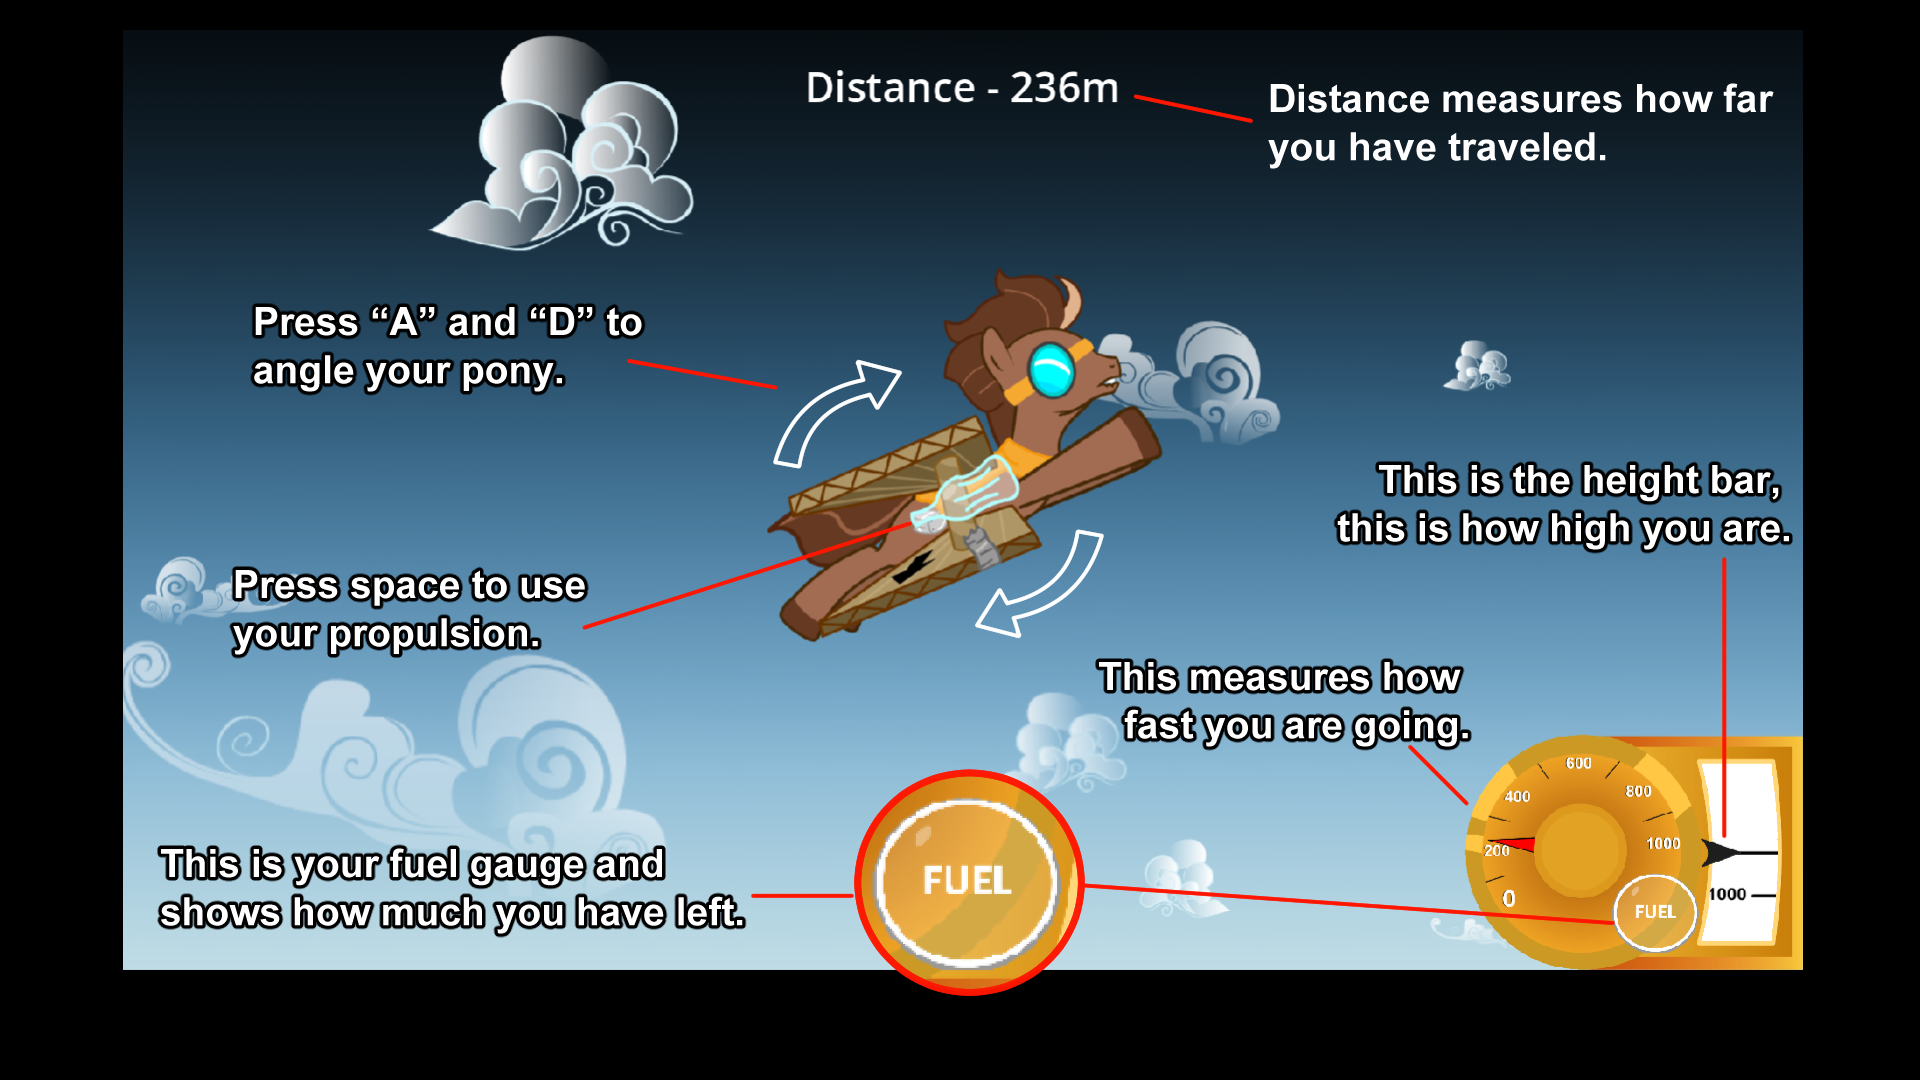 Distance - 236m
Distance measures how far
you have traveled.
Press “A” and “D” to
angle your pony.
This is the height bar,
this is how high you are.
Press space to use
your propulsion.
This measures how
fast you are going.
This is your fuel gauge and
shows how much you have left.
FUEL
600
400
800
200
1000
0
FUEL
1000